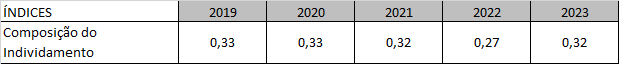 ÍNDICES 2019 2020 2021 2022 2023
Composição do
Individamento 0,33 0,33 0,32 0,27 0,32